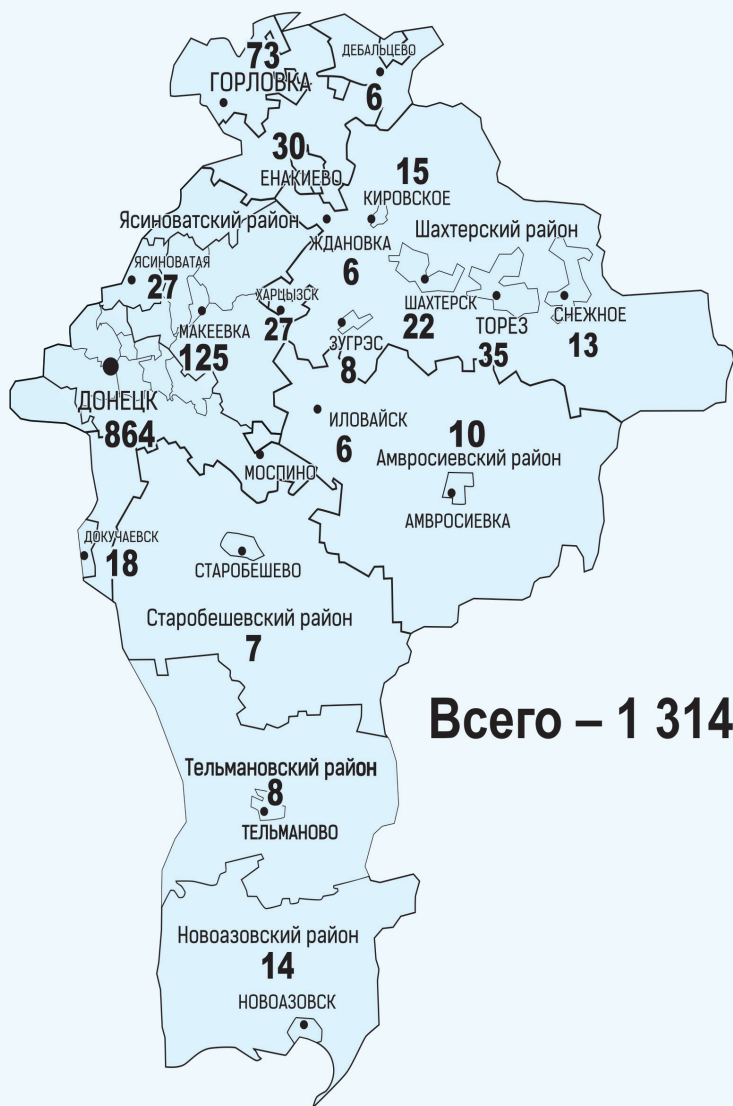 73
ГОРЛОВКА
ДЕБАЛЬЦЕВО
6
30
ЕНАКИЕВО
15
КИРОВСКОЕ
Ясиноватский район
ЖДАНОВКА
6
Шахтерский район
ЯСИНОВАТАЯ
27
МАКЕЕВКА
125
ХАРЦЫЗСК
27
ЗУГРЭС
8
ШАХТЕРСК
22
ТОРЕЗ
35
СНЕЖНОЕ
13
ДОНЕЦК
864
ИЛОВАЙСК
6
МОСПИНО
10
Амвросиевский район
АМВРОСИЕВКА
ДОКУЧАЕВСК
18
СТАРОБЕШЕВО
Старобешевский район
7
Всего – 1 314
Тельмановский район
8
ТЕЛЬМАНОВО
Новоазовский район
14
НОВОАЗОВСК